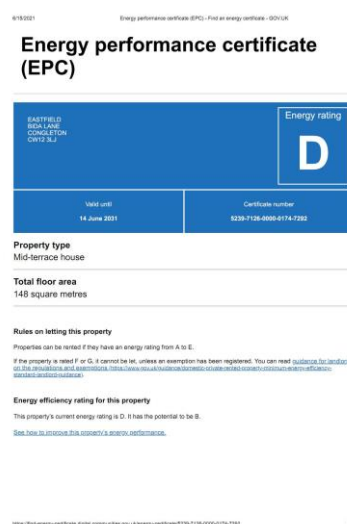 6/15/2021
Energy performance certificate (EPC) – Find an energy certificate – GOV.UK
Energy performance certificate
(EPC)
EASTFIELD
BIDA LANE
CONGLETON
CW12 3LJ
Energy rating
D
Valid until
14 June 2031
Certificate number
5239-7126-0000-0174-7292
Property type
Mid-terrace house
Total floor area
148 square metres
Rules on letting this property
Properties can be rented if they have an energy rating from A to E.
If the property is rated F or G, it cannot be let, unless an exemption has been registered. You can read guidance for landlor
on the regulations and exemptions (https://www.gov.uk/guidance/domestic-private-rented-property-minimum-energy-efficiency-
standard-landlord-guidance).
Energy efficiency rating for this property
This property's current energy rating is D. It has the potential to be B.
See how to improve this property's energy performance.